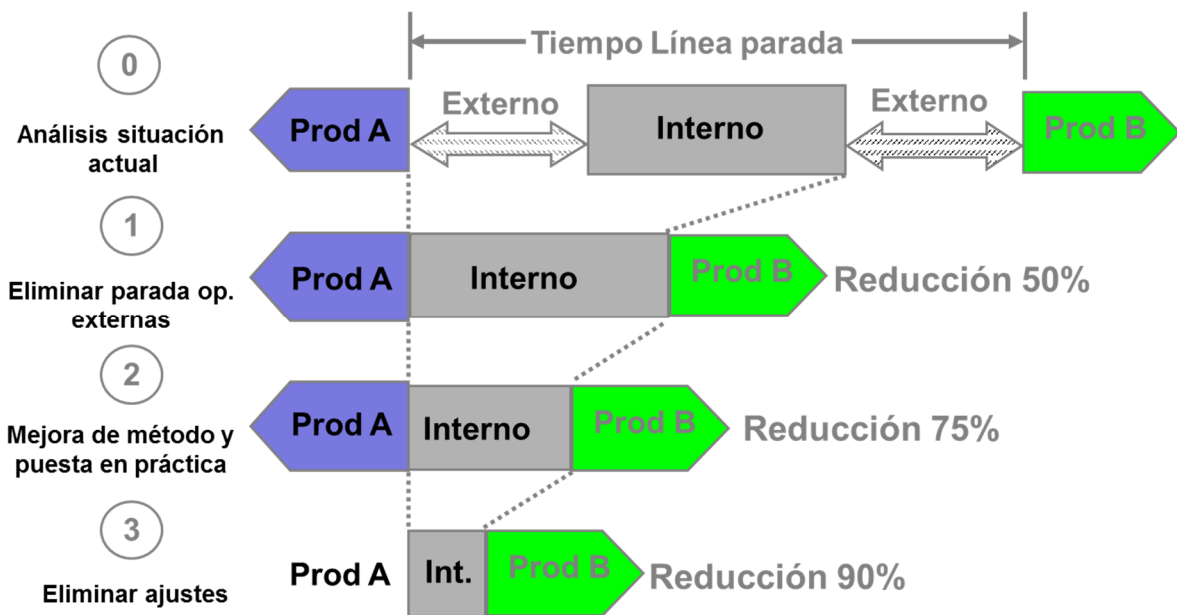 Tiempo Línea parada
0
Análisis situación
actual
Prod A
Externo
Interno
Externo
Prod B
1
Eliminar parada op.
externas
Prod A
Interno
Prod B
Reducción 50%
2
Mejora de método y
puesta en práctica
Prod A
Interno
Prod B
Reducción 75%
3
Eliminar ajustes
Prod A
Int.
Prod B
Reducción 90%